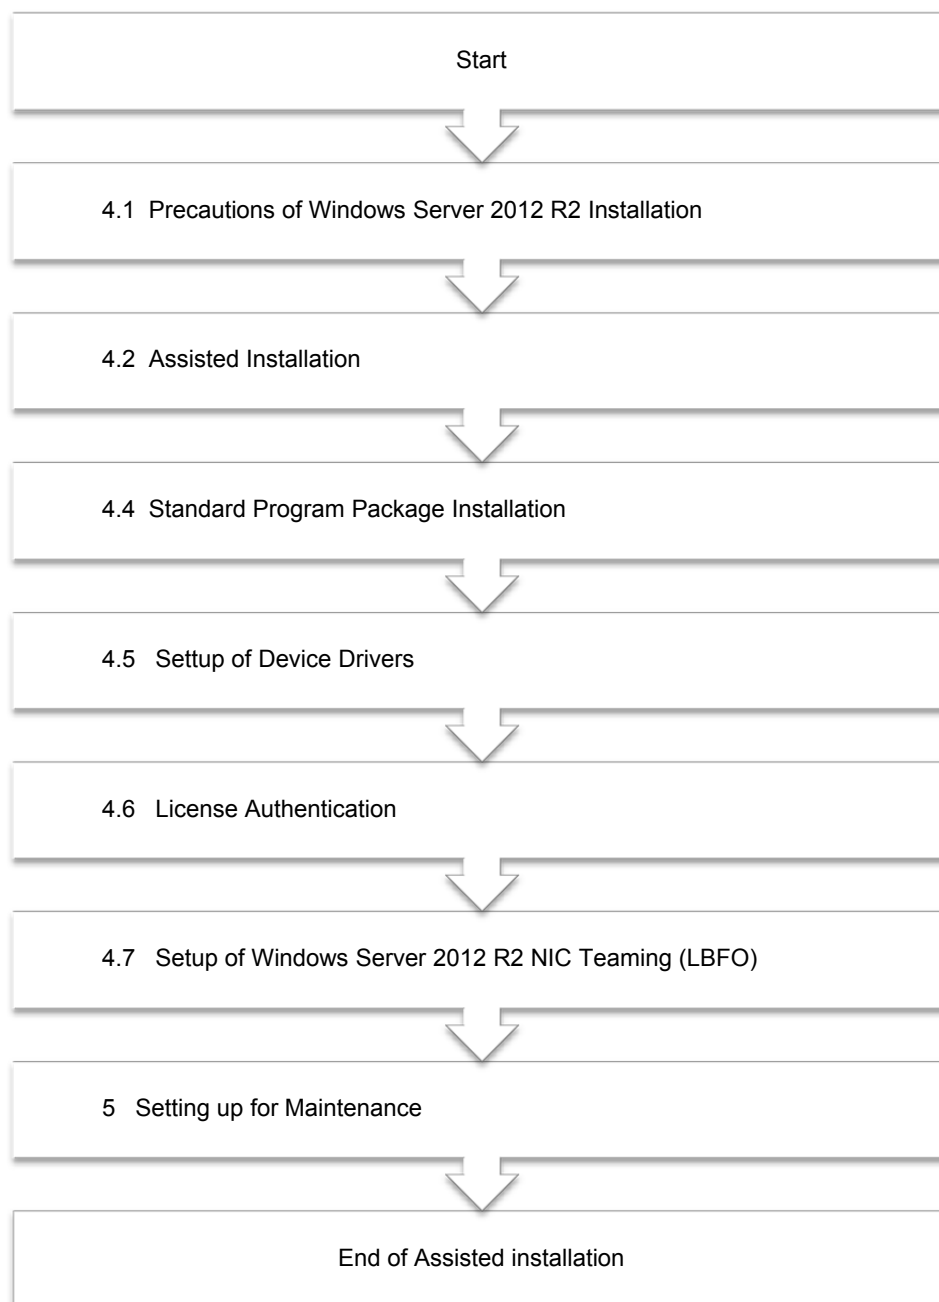 Start
4.1 Precautions of Windows Server 2012 R2 Installation
4.2 Assisted Installation
4.4 Standard Program Package Installation
4.5 Settup of Device Drivers
4.6 License Authentication
4.7 Setup of Windows Server 2012 R2 NIC Teaming (LBFO)
5 Setting up for Maintenance
End of Assisted installation